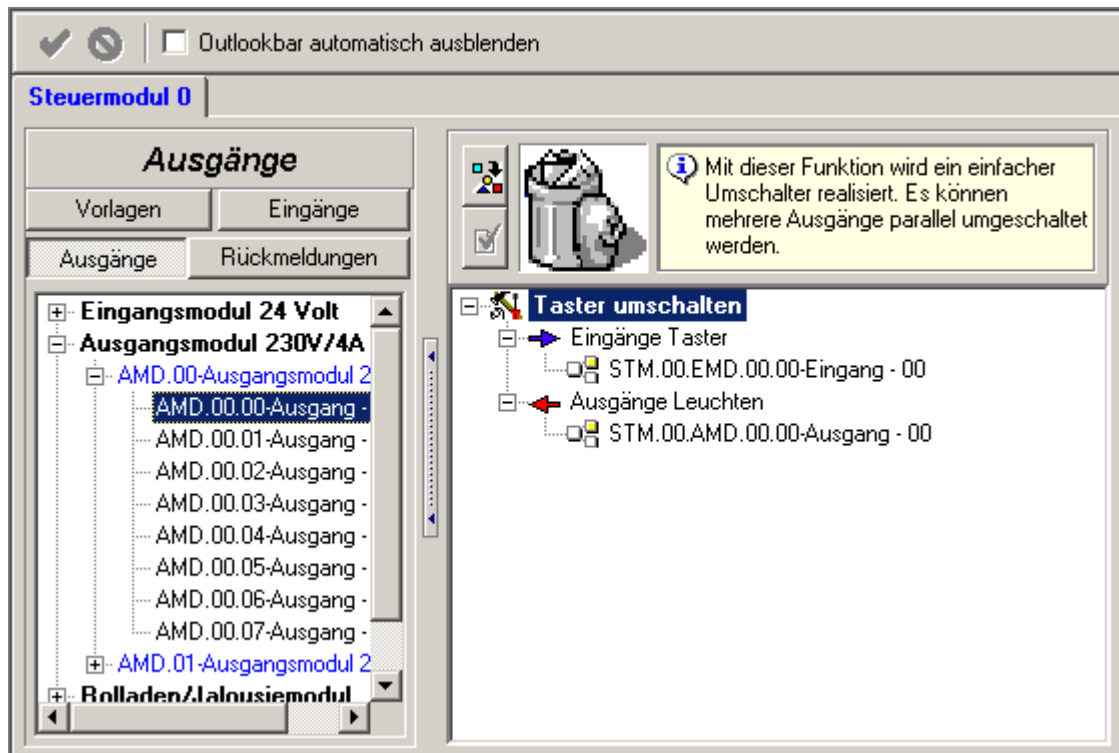 Outlookbar automatisch ausblenden
Steuermodul 0
Ausgänge
Vorlagen
Eingänge
Ausgänge
Rückmeldungen
Eingangsmodul 24 Volt
Ausgangsmodul 230V/4A
AMD.00-Ausgangsmodul 2
AMD.00.00-Ausgang -
AMD.00.01-Ausgang -
AMD.00.02-Ausgang -
AMD.00.03-Ausgang -
AMD.00.04-Ausgang -
AMD.00.05-Ausgang -
AMD.00.06-Ausgang -
AMD.00.07-Ausgang -
AMD.01-Ausgangsmodul 2
Rolladen/Jalousiemodul
Mit dieser Funktion wird ein einfacher
Umschalter realisiert. Es können
mehrere Ausgänge parallel umgeschaltet
werden.
Taster umschalten
Eingänge Taster
STM.00.EMD.00.00-Eingang - 00
Ausgänge Leuchten
STM.00.AMD.00.00-Ausgang - 00